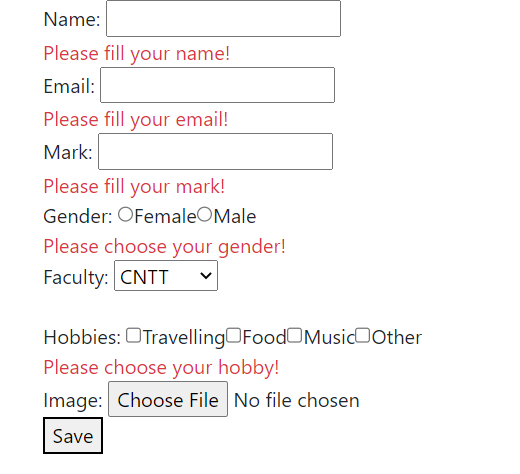 Name:
Please fill your name!
Email:
Please fill your email!
Mark:
Please fill your mark!
Gender: Female Male
Please choose your gender!
Faculty: CNTT
Hobbies: Travelling Food Music Other
Please choose your hobby!
Image: Choose File No file chosen
Save